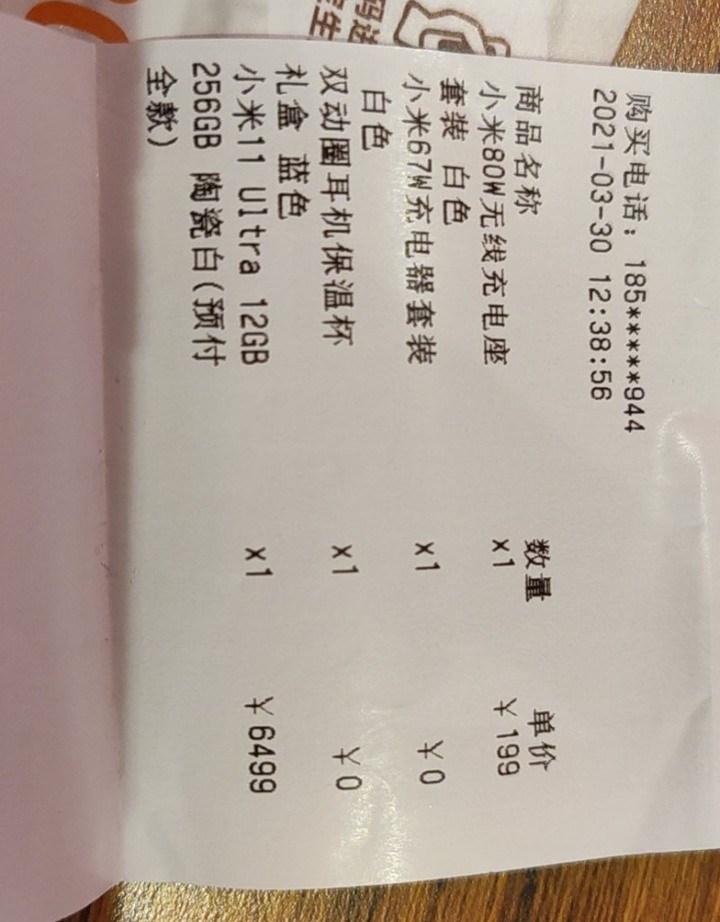 购买电话：185*****944
2021-03-30 12:38:56
商品名称 数量 单价
小米80W无线充电座 x1 ￥199
套装 白色
小米67W充电器套装 x1 ￥0
白色
双动圈耳机保温杯 x1 ￥0
礼盒 蓝色
小米11 Ultra 12GB x1 ￥6499
256GB 陶瓷白(预付
全款)